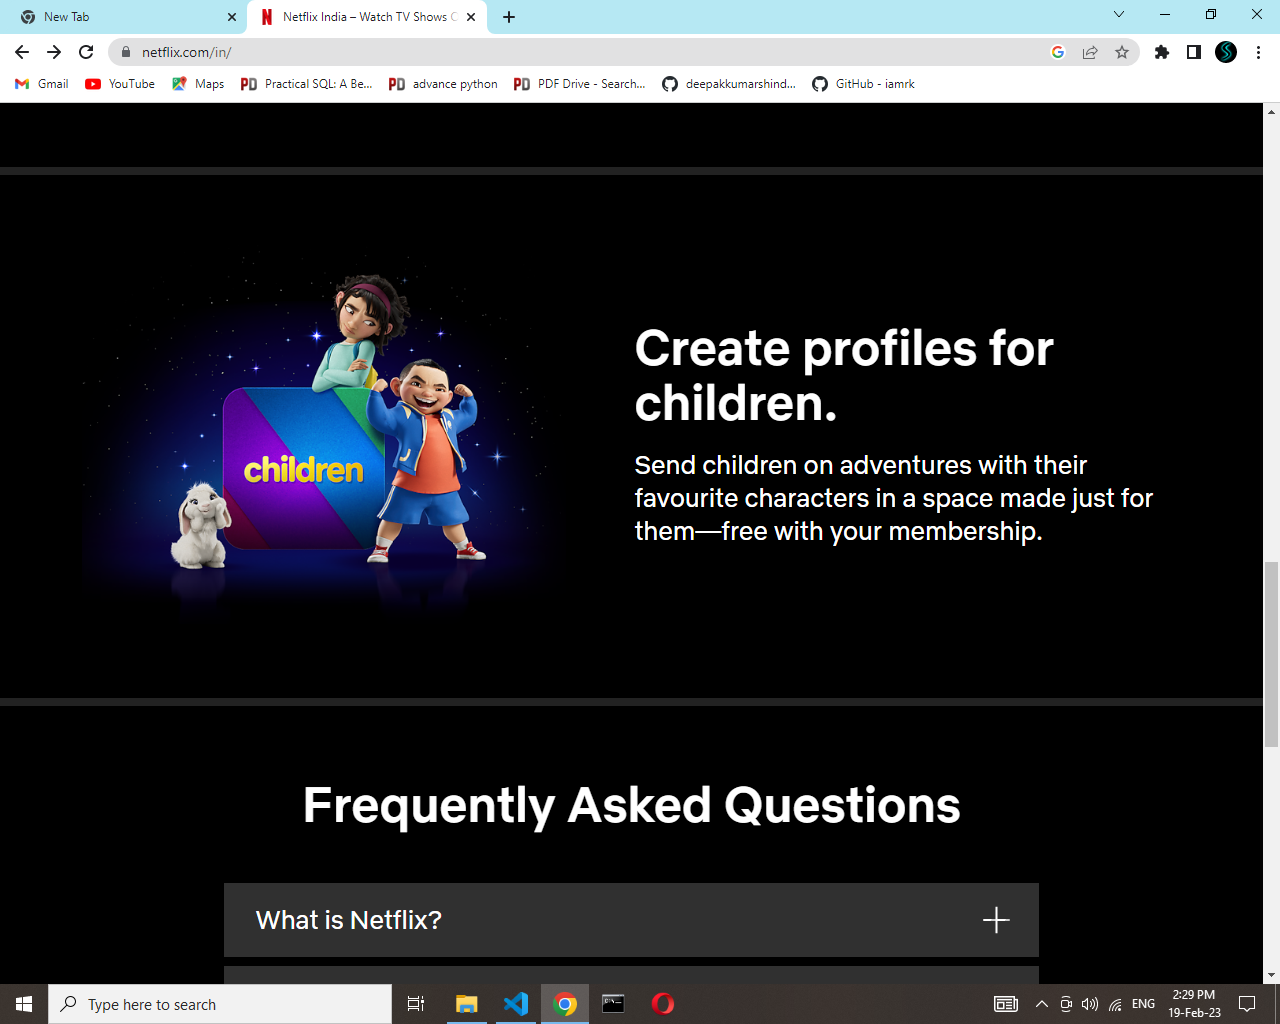 New Tab
Netflix India – Watch TV Shows
netflix.com/in/
Gmail
YouTube
Maps
Practical SQL: A Be...
advance python
PDF Drive - Search...
deepakkumarshind...
GitHub - iamrk
children
Create profiles for
children.
Send children on adventures with their
favourite characters in a space made just for
them—free with your membership.
Frequently Asked Questions
What is Netflix?
Type here to search
ENG
2:29 PM
19-Feb-23